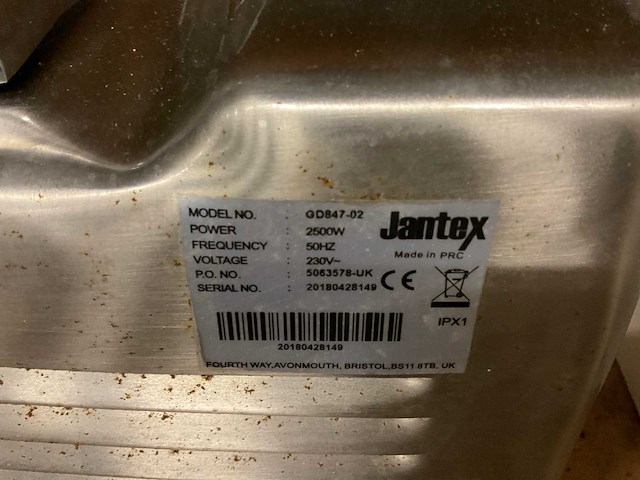 MODEL NO. : GD847-02
POWER : 2500W
FREQUENCY : 50HZ
VOLTAGE : 230V~
P.O. NO. : 5063578-UK
SERIAL NO. : 20180428149
Jantex
Made in PRC
CE
IPX1
20180428149
FOURTH WAY,AVONMOUTH, BRISTOL,BS11 8TB, UK